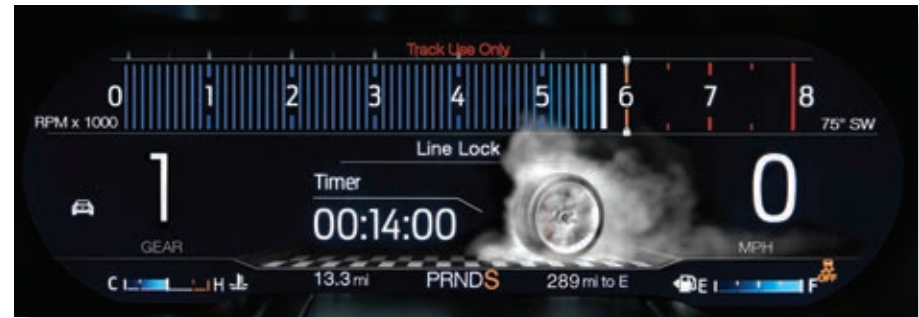 Track Use Only
0 1 2 3 4 5 6 7 8
RPM x 1000
75° SW
Line Lock
1
Timer
0
00:14:00
GEAR
MPH
C H
13.3 mi
PRNDS
289 mi to E
E F
OFF